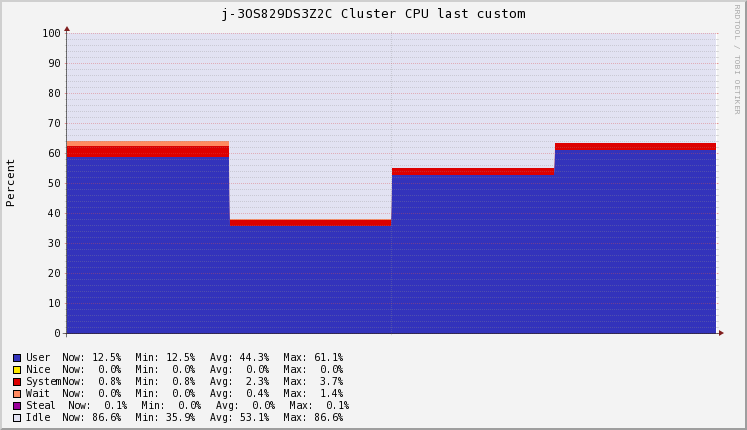 j-3OS829DS3Z2C Cluster CPU last custom
RRDTOOL / TOBI OETIKER
Percent
100
90
80
70
60
50
40
30
20
10
0
User Now: 12.5% Min: 12.5% Avg: 44.3% Max: 61.1%
Nice Now: 0.0% Min: 0.0% Avg: 0.0% Max: 0.0%
System Now: 0.8% Min: 0.8% Avg: 2.3% Max: 3.7%
Wait Now: 0.0% Min: 0.0% Avg: 0.4% Max: 1.4%
Steal Now: 0.1% Min: 0.0% Avg: 0.0% Max: 0.1%
Idle Now: 86.6% Min: 35.9% Avg: 53.1% Max: 86.6%